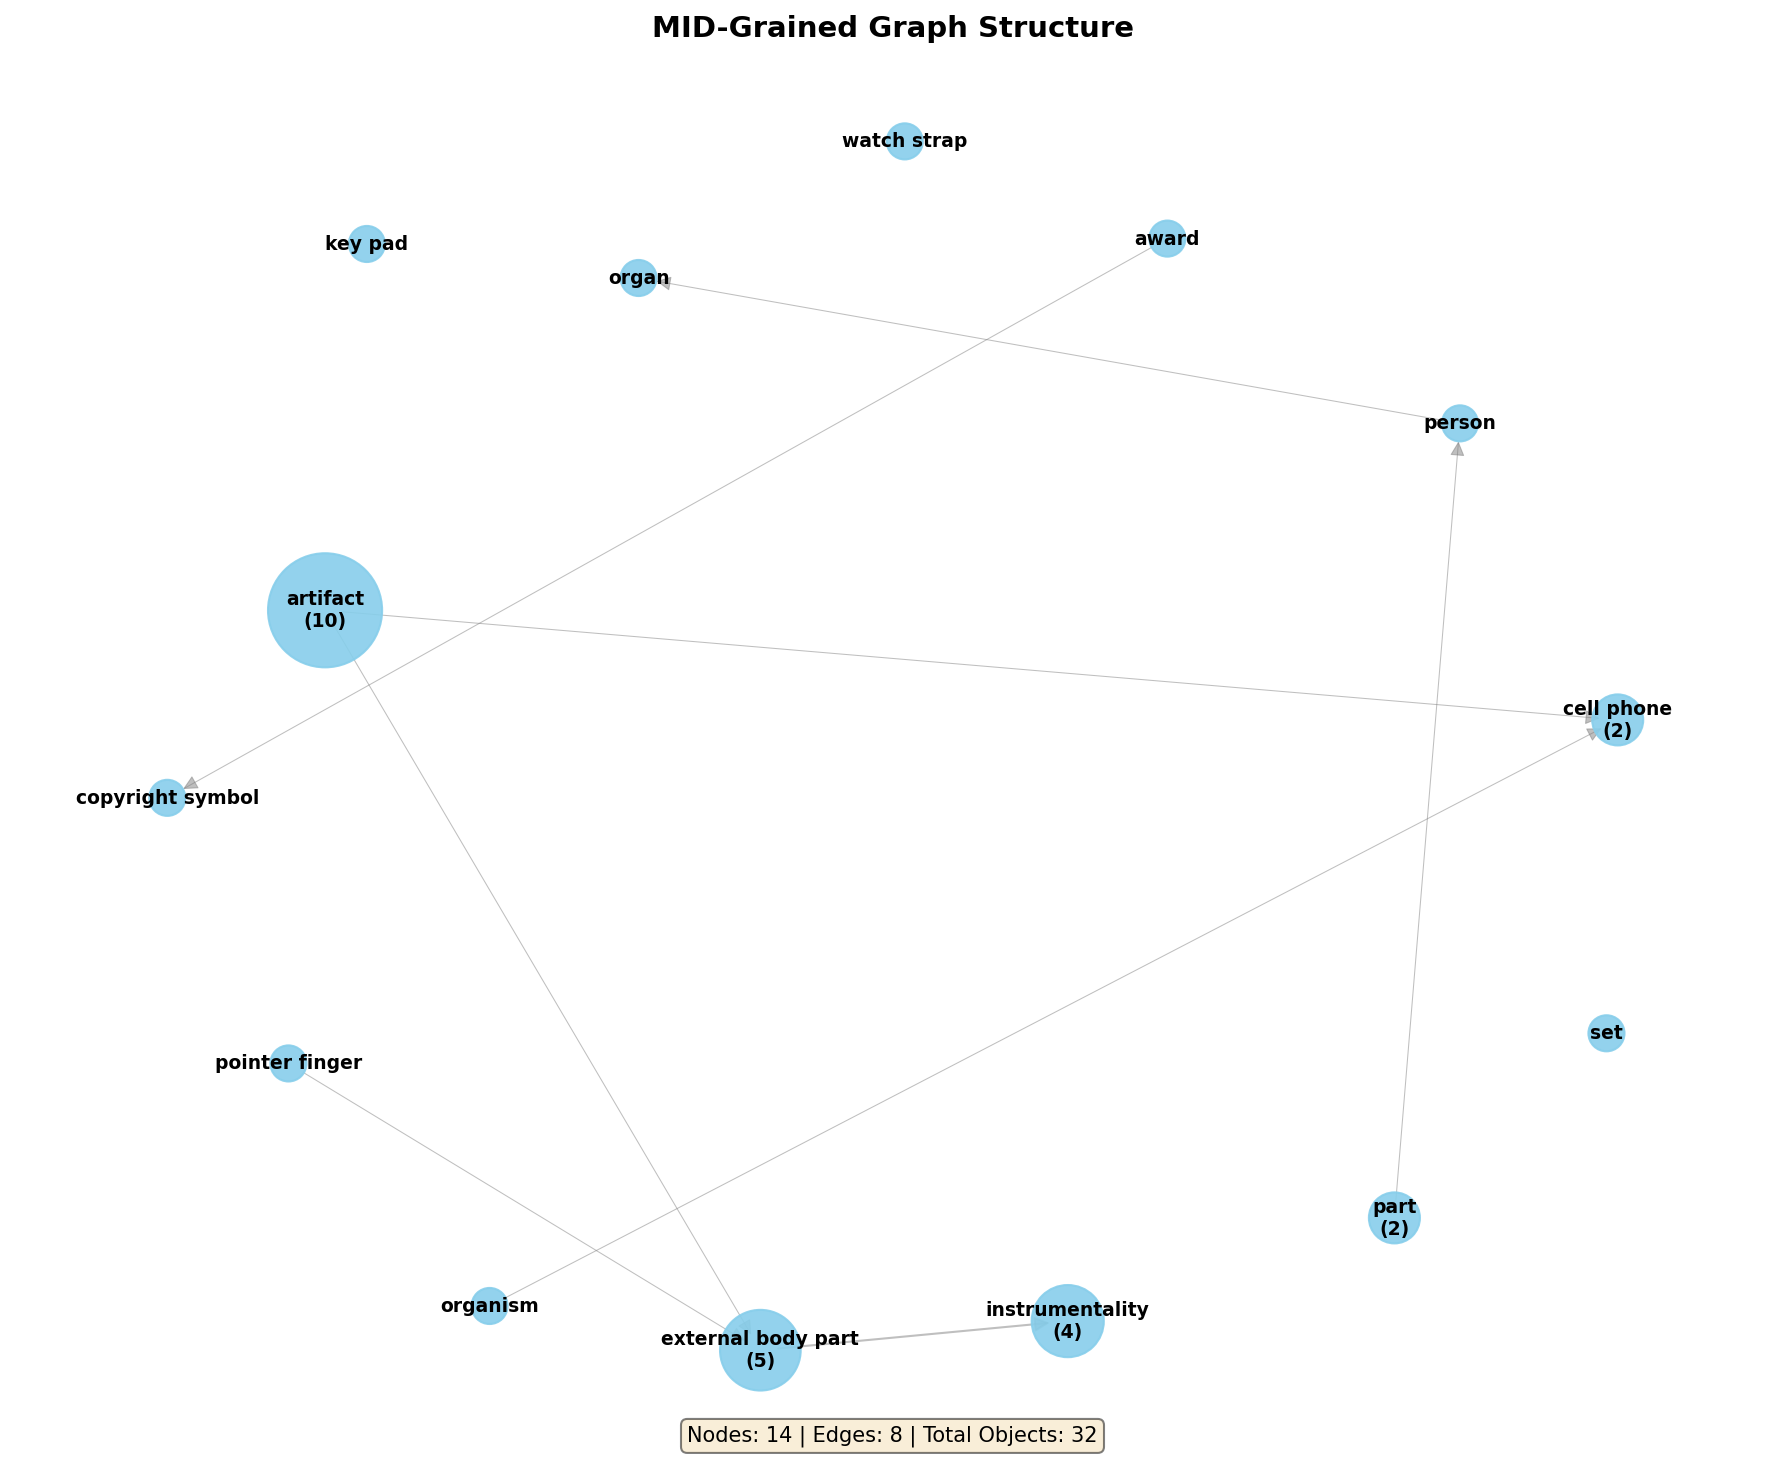 MID-Grained Graph Structure
watch strap
key pad
award
organ
person
artifact
(10)
cell phone
(2)
copyright symbol
set
pointer finger
part
(2)
organism
instrumentality
(4)
external body part
(5)
Nodes: 14 | Edges: 8 | Total Objects: 32